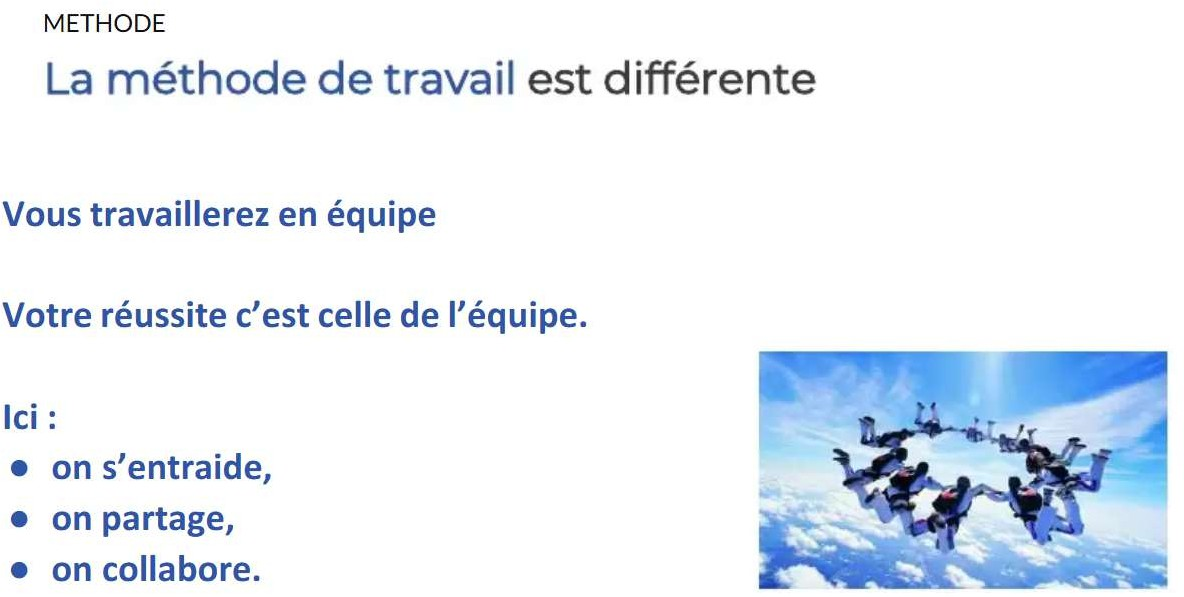 METHODE
La méthode de travail est différente
Vous travaillerez en équipe
Votre réussite c’est celle de l’équipe.
Ici :
● on s’entraide,
● on partage,
● on collabore.